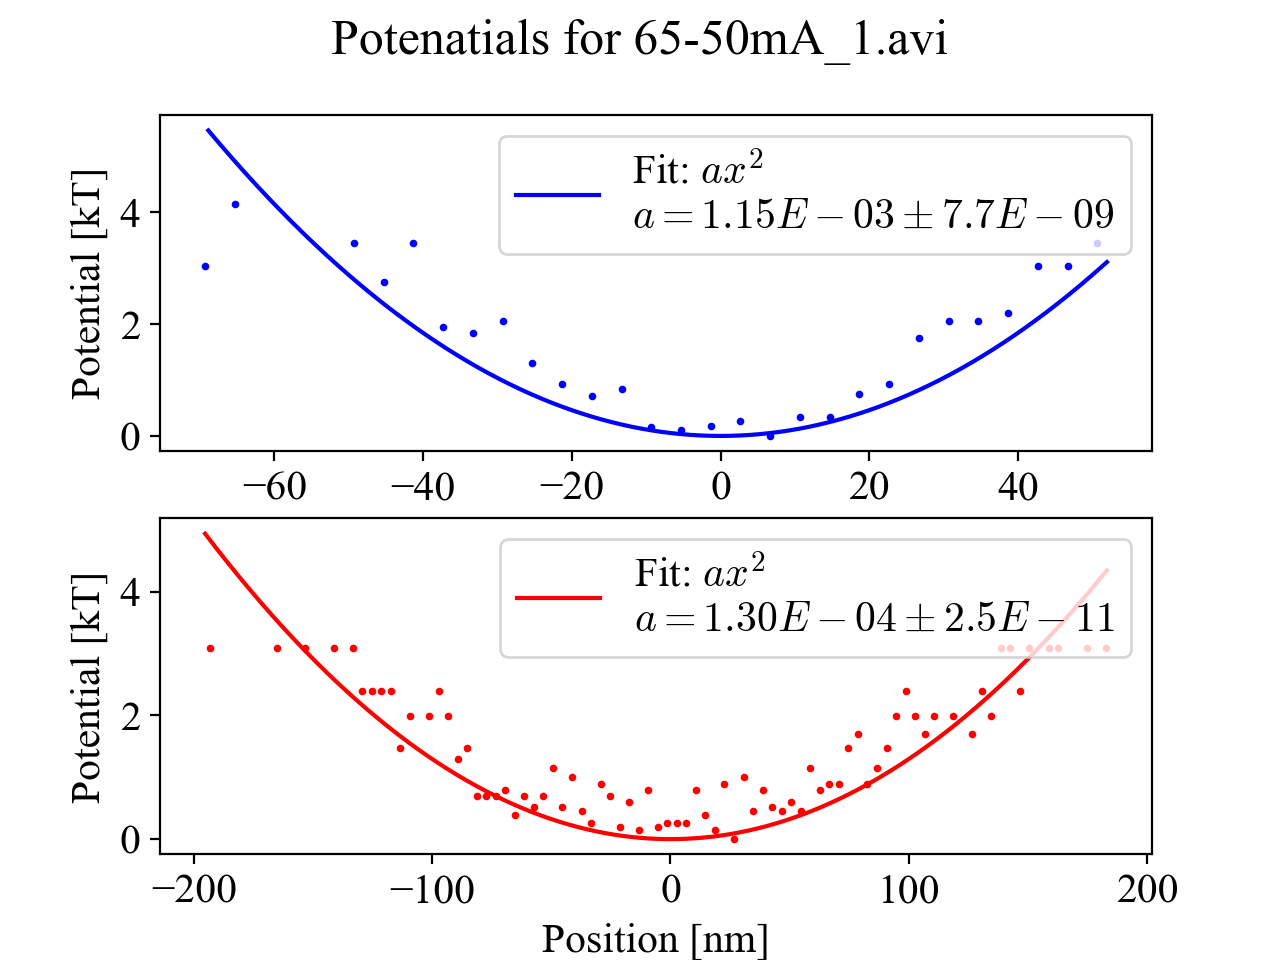 Potenatials for 65-50mA_1.avi
Potential [kT]
4
2
0
Fit: ax²
a = 1.15E − 03 ± 7.7E − 09
−60 −40 −20 0 20 40
Potential [kT]
4
2
0
Fit: ax²
a = 1.30E − 04 ± 2.5E − 11
−200 −100 0 100 200
Position [nm]